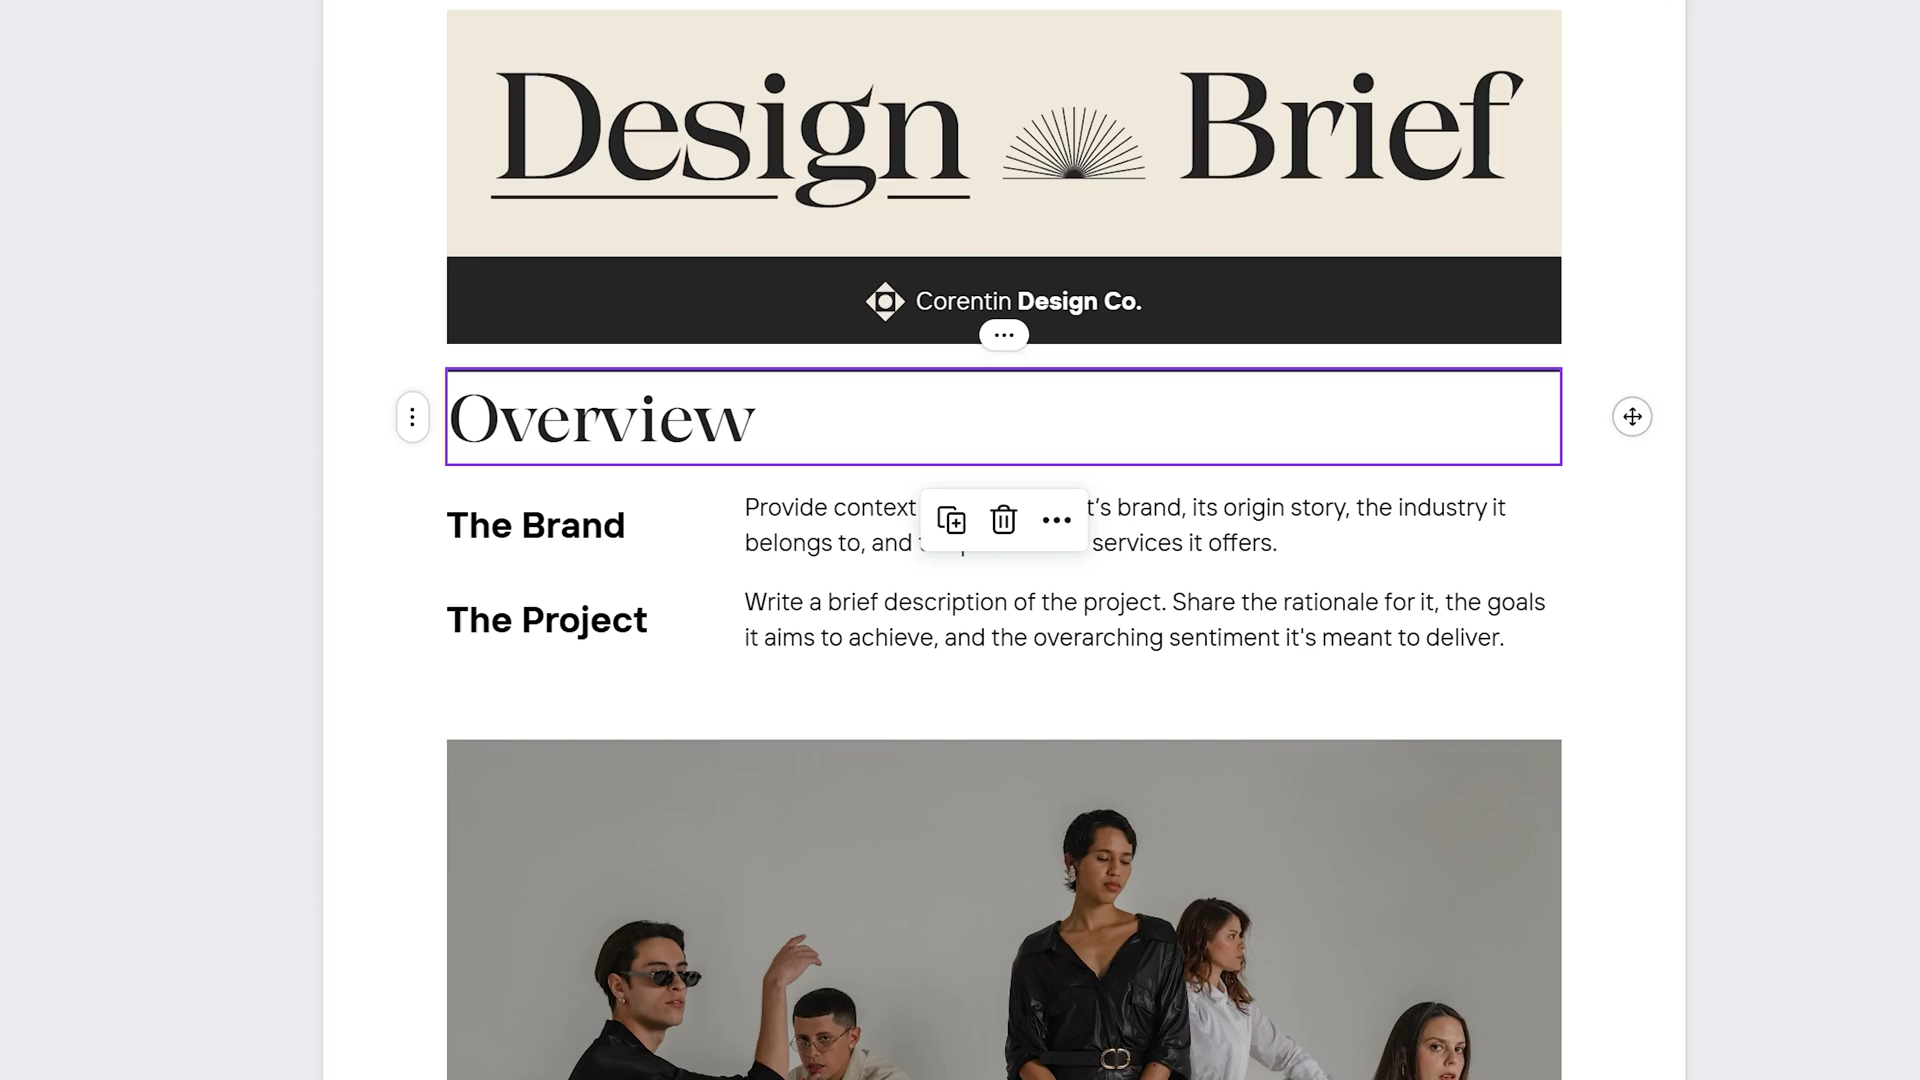 Design Brief
Corentin Design Co.
Overview
The Brand
Provide context t's brand, its origin story, the industry it
belongs to, and services it offers.
The Project
Write a brief description of the project. Share the rationale for it, the goals
it aims to achieve, and the overarching sentiment it's meant to deliver.